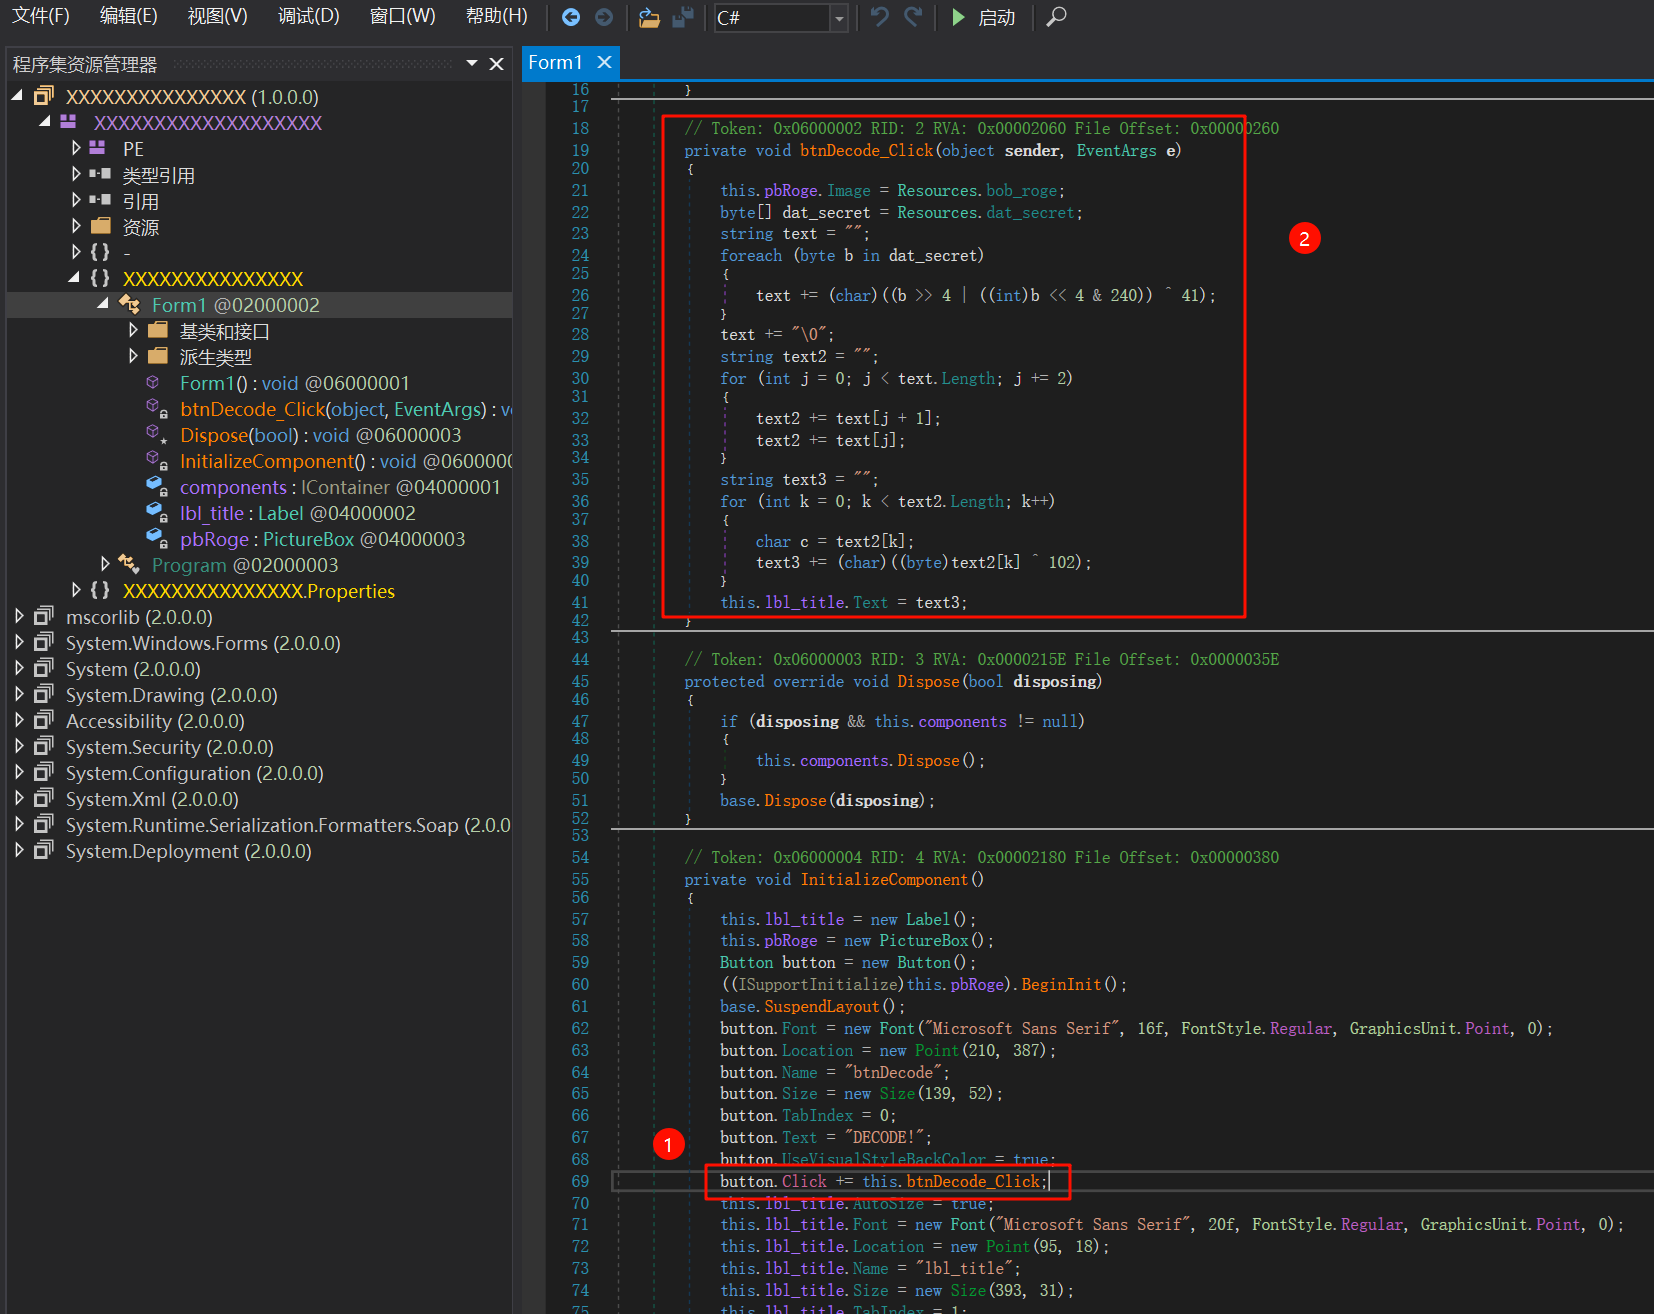 文件(F) 编辑(E) 视图(V) 调试(D) 窗口(W) 帮助(H) C# 启动
程序集资源管理器
XXXXXXXXXXXXXXX (1.0.0.0)
XXXXXXXXXXXXXXXXXXX
PE
类型引用
引用
资源
{ } -
{ } XXXXXXXXXXXXXXX
Form1 @02000002
基类和接口
派生类型
Form1() : void @06000001
btnDecode_Click(object, EventArgs) : v
Dispose(bool) : void @06000003
InitializeComponent() : void @0600000
components : IContainer @04000001
lbl_title : Label @04000002
pbRoge : PictureBox @04000003
Program @02000003
{ } XXXXXXXXXXXXXXX.Properties
mscorlib (2.0.0.0)
System.Windows.Forms (2.0.0.0)
System (2.0.0.0)
System.Drawing (2.0.0.0)
Accessibility (2.0.0.0)
System.Security (2.0.0.0)
System.Configuration (2.0.0.0)
System.Xml (2.0.0.0)
System.Runtime.Serialization.Formatters.Soap (2.0.0
System.Deployment (2.0.0.0)
Form1
16 }
17
18 // Token: 0x06000002 RID: 2 RVA: 0x00002060 File Offset: 0x00000260
19 private void btnDecode_Click(object sender, EventArgs e)
20 {
21 this.pbRoge.Image = Resources.bob_roge;
22 byte[] dat_secret = Resources.dat_secret;
23 string text = "";
24 foreach (byte b in dat_secret)
25 {
26 text += (char)((b >> 4 | ((int)b << 4 & 240)) ^ 41);
27 }
28 text += "\0";
29 string text2 = "";
30 for (int j = 0; j < text.Length; j += 2)
31 {
32 text2 += text[j + 1];
33 text2 += text[j];
34 }
35 string text3 = "";
36 for (int k = 0; k < text2.Length; k++)
37 {
38 char c = text2[k];
39 text3 += (char)((byte)text2[k] ^ 102);
40 }
41 this.lbl_title.Text = text3;
42 }
43
44 // Token: 0x06000003 RID: 3 RVA: 0x0000215E File Offset: 0x0000035E
45 protected override void Dispose(bool disposing)
46 {
47 if (disposing && this.components != null)
48 {
49 this.components.Dispose();
50 }
51 base.Dispose(disposing);
52 }
53
54 // Token: 0x06000004 RID: 4 RVA: 0x00002180 File Offset: 0x00000380
55 private void InitializeComponent()
56 {
57 this.lbl_title = new Label();
58 this.pbRoge = new PictureBox();
59 Button button = new Button();
60 ((ISupportInitialize)this.pbRoge).BeginInit();
61 base.SuspendLayout();
62 button.Font = new Font("Microsoft Sans Serif", 16f, FontStyle.Regular, GraphicsUnit.Point, 0);
63 button.Location = new Point(210, 387);
64 button.Name = "btnDecode";
65 button.Size = new Size(139, 52);
66 button.TabIndex = 0;
67 button.Text = "DECODE!";
68 button.UseVisualStyleBackColor = true;
69 button.Click += this.btnDecode_Click;
70 this.lbl_title.AutoSize = true;
71 this.lbl_title.Font = new Font("Microsoft Sans Serif", 20f, FontStyle.Regular, GraphicsUnit.Point, 0);
72 this.lbl_title.Location = new Point(95, 18);
73 this.lbl_title.Name = "lbl_title";
74 this.lbl_title.Size = new Size(393, 31);
75 this.lbl_title.TabIndex = 1;
2
1